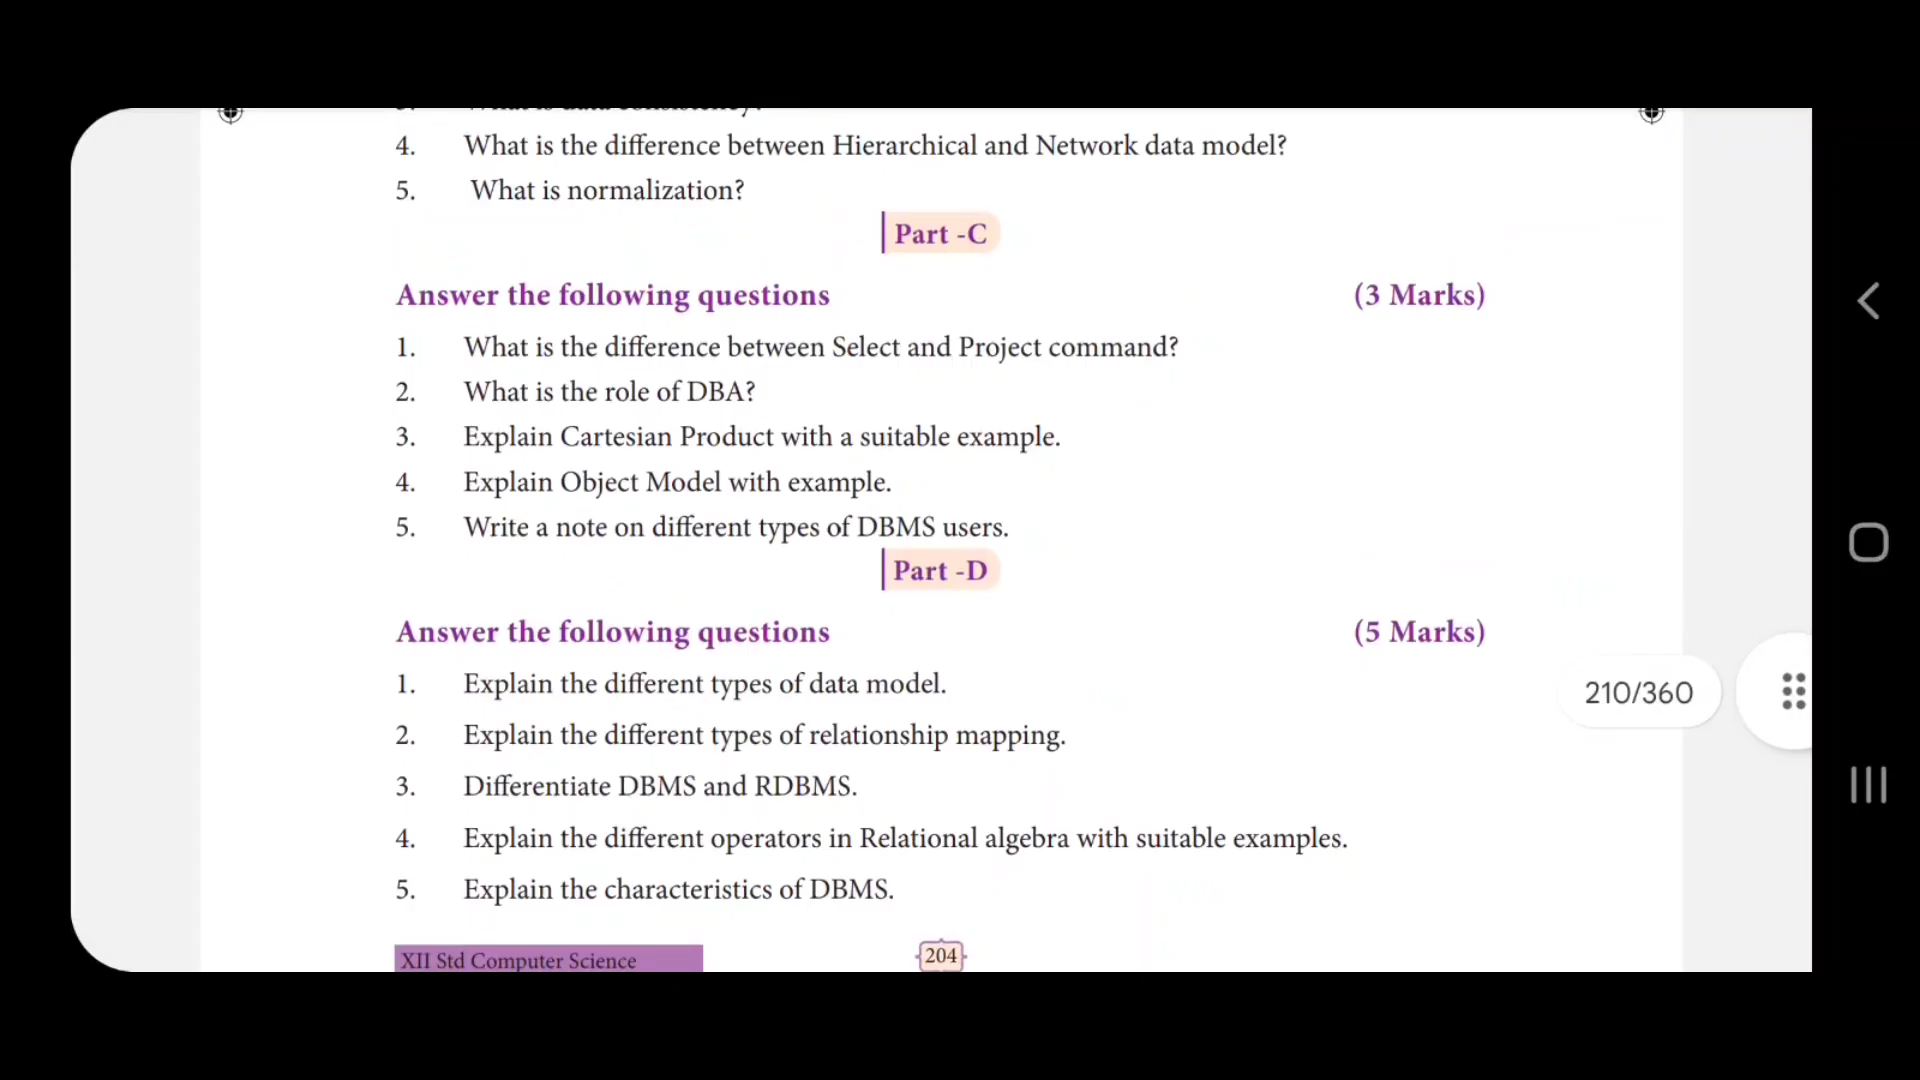 3. What is data consistency?
4. What is the difference between Hierarchical and Network data model?
5. What is normalization?
Part -C
Answer the following questions (3 Marks)
1. What is the difference between Select and Project command?
2. What is the role of DBA?
3. Explain Cartesian Product with a suitable example.
4. Explain Object Model with example.
5. Write a note on different types of DBMS users.
Part -D
Answer the following questions (5 Marks)
1. Explain the different types of data model.
2. Explain the different types of relationship mapping.
210/360
3. Differentiate DBMS and RDBMS.
4. Explain the different operators in Relational algebra with suitable examples.
5. Explain the characteristics of DBMS.
XII Std Computer Science 204